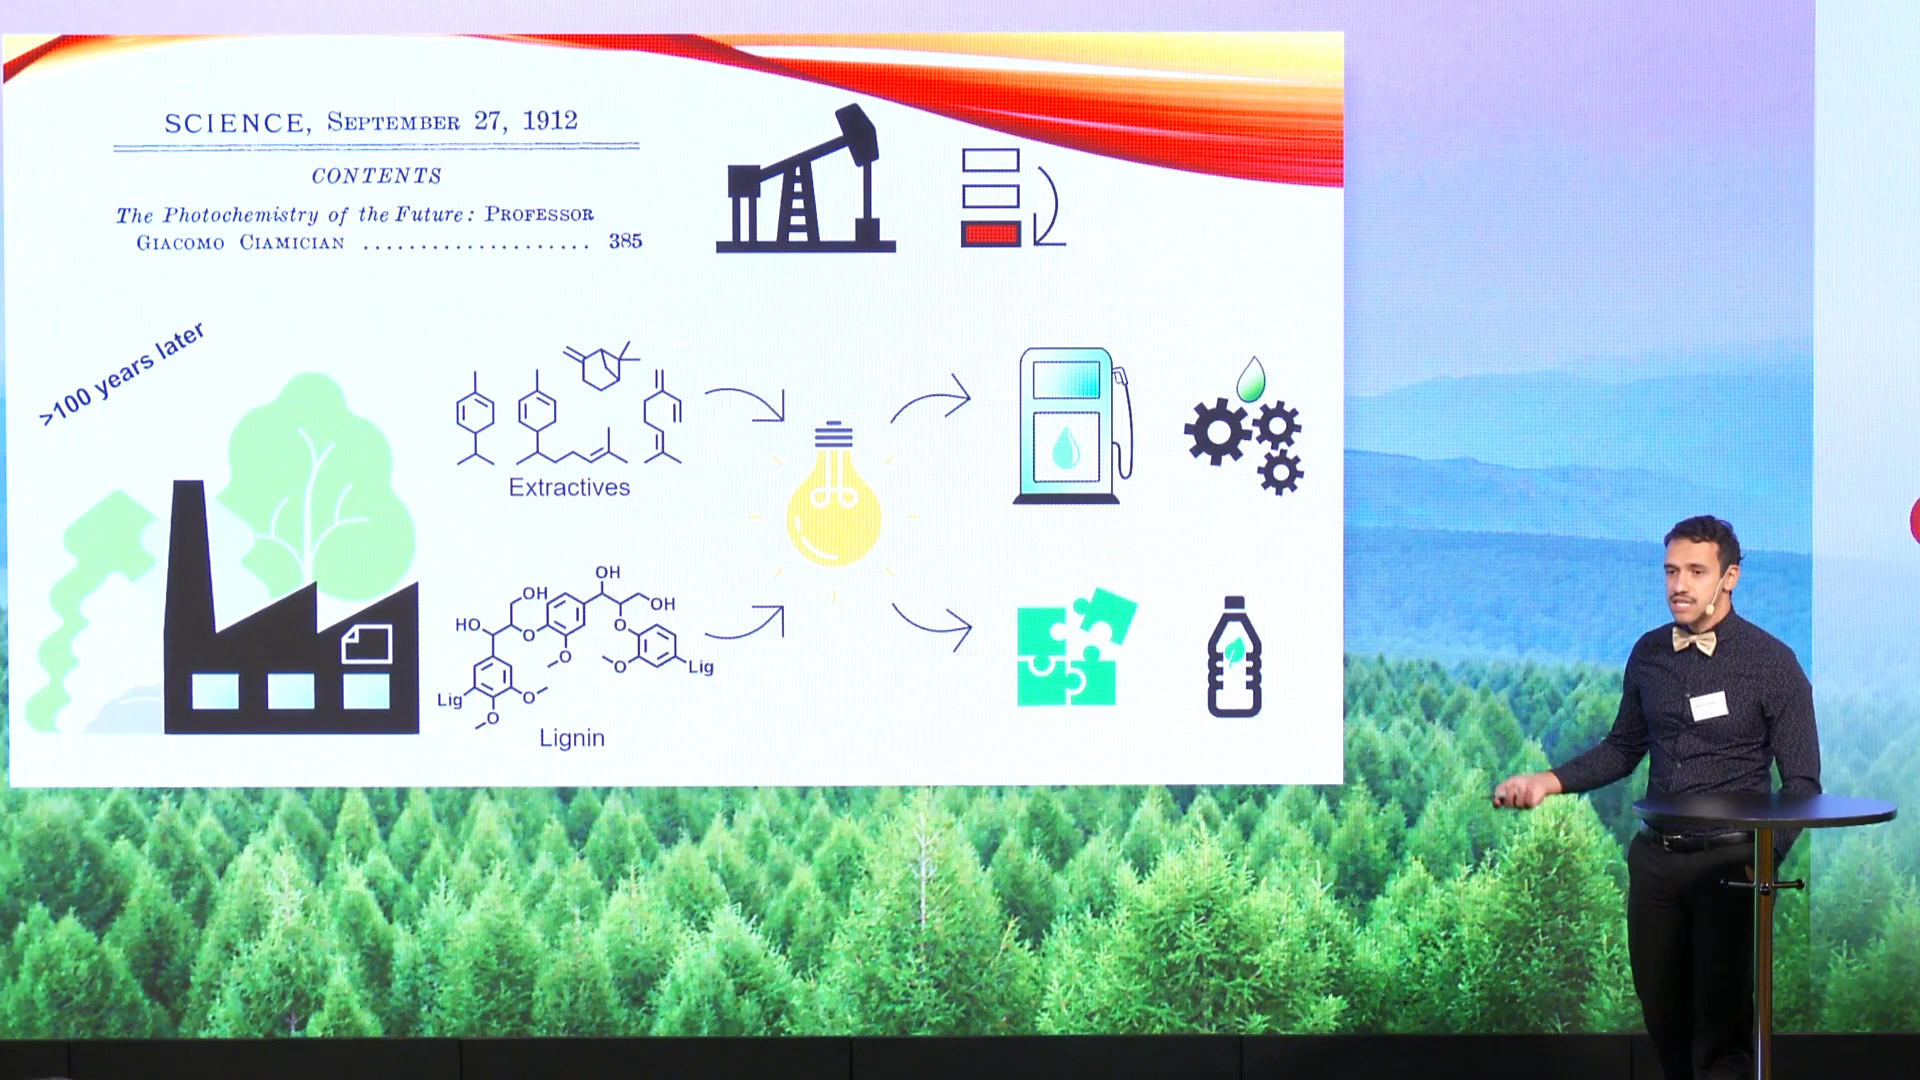 SCIENCE, SEPTEMBER 27, 1912
CONTENTS
The Photochemistry of the Future: PROFESSOR
GIACOMO CIAMICIAN .................... 385
>100 years later
Extractives
OH
OH
OH
HO
O
O
O
O
Lig
Lig
O
O
Lignin